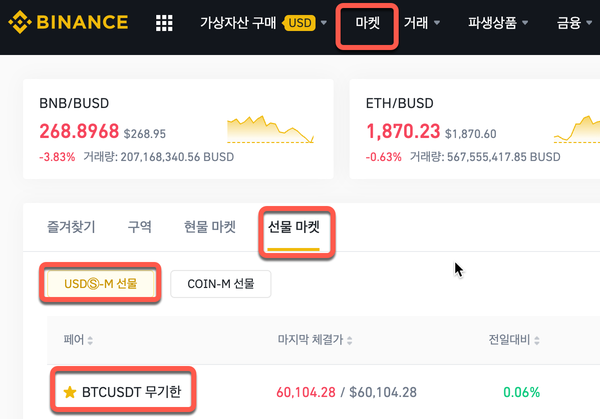 BINANCE 가상자산 구매 USD 마켓 거래 파생상품 금융
BNB/BUSD ETH/BUSD
268.8968 $268.95 1,870.23 $1,870.60
-3.83% 거래량: 207,168,340.56 BUSD -0.63% 거래량: 567,555,417.85 BUSD
즐겨찾기 구역 현물 마켓 선물 마켓
USDⓈ-M 선물 COIN-M 선물
페어 마지막 체결가 전일대비
BTCUSDT 무기한 60,104.28 / $60,104.28 0.06%